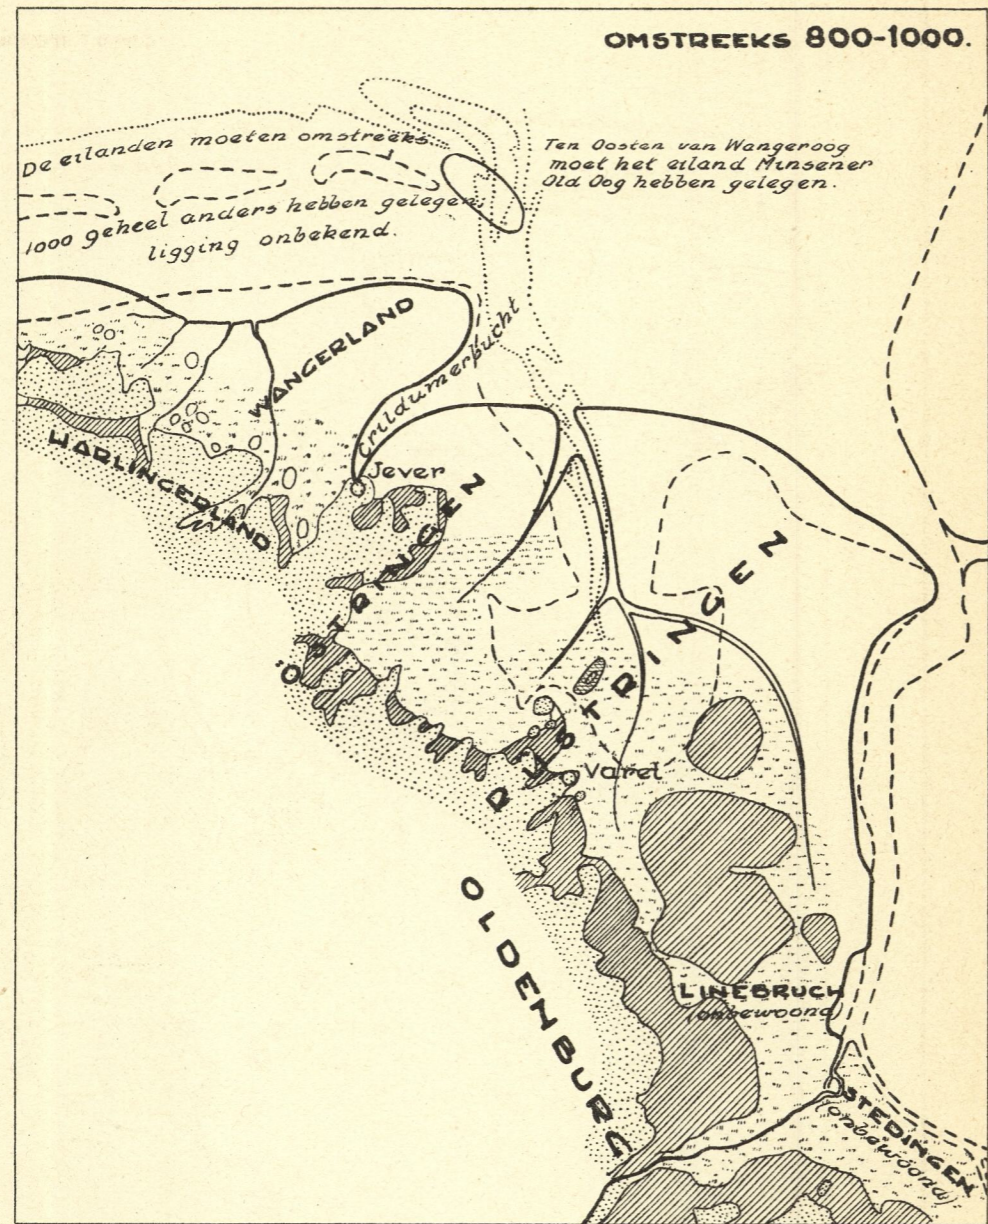 OMSTREEKS 800-1000.
De eilanden moeten omstreeks
1000 geheel anders hebben gelegen,
ligging onbekend.
Ten Oosten van Wangeroog
moet het eiland Minsener
Old Oog hebben gelegen.
WANGERLAND
Crildumerbucht
HARLINGERLAND
Jever
ÖSTRINGEN
RÜSTRINGEN
Varel
OLDENBURG
LINEBRUCH
(onbewoond)
STEDINGEN
(onbewoond)